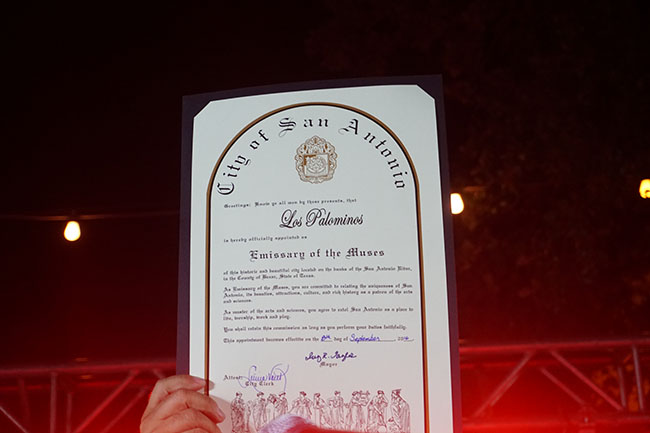 City of San Antonio
Greetings: Know ye all men by these presents, that
Los Palominos
is hereby officially appointed as
Emissary of the Muses
of this historic and beautiful city located on the banks of the San Antonio River,
in the County of Bexar, State of Texas.
As Emissary of the Muses, you are committed to relating the uniqueness of San
Antonio, its beauties, attractions, culture, and rich history as a patron of the arts
and sciences.
As master of the arts and sciences, you agree to extol San Antonio as a place to
live, worship, work and play.
You shall retain this commission as long as you perform your duties faithfully.
This appointment becomes effective on the day of September, 20
Mayor
Attest:
City Clerk